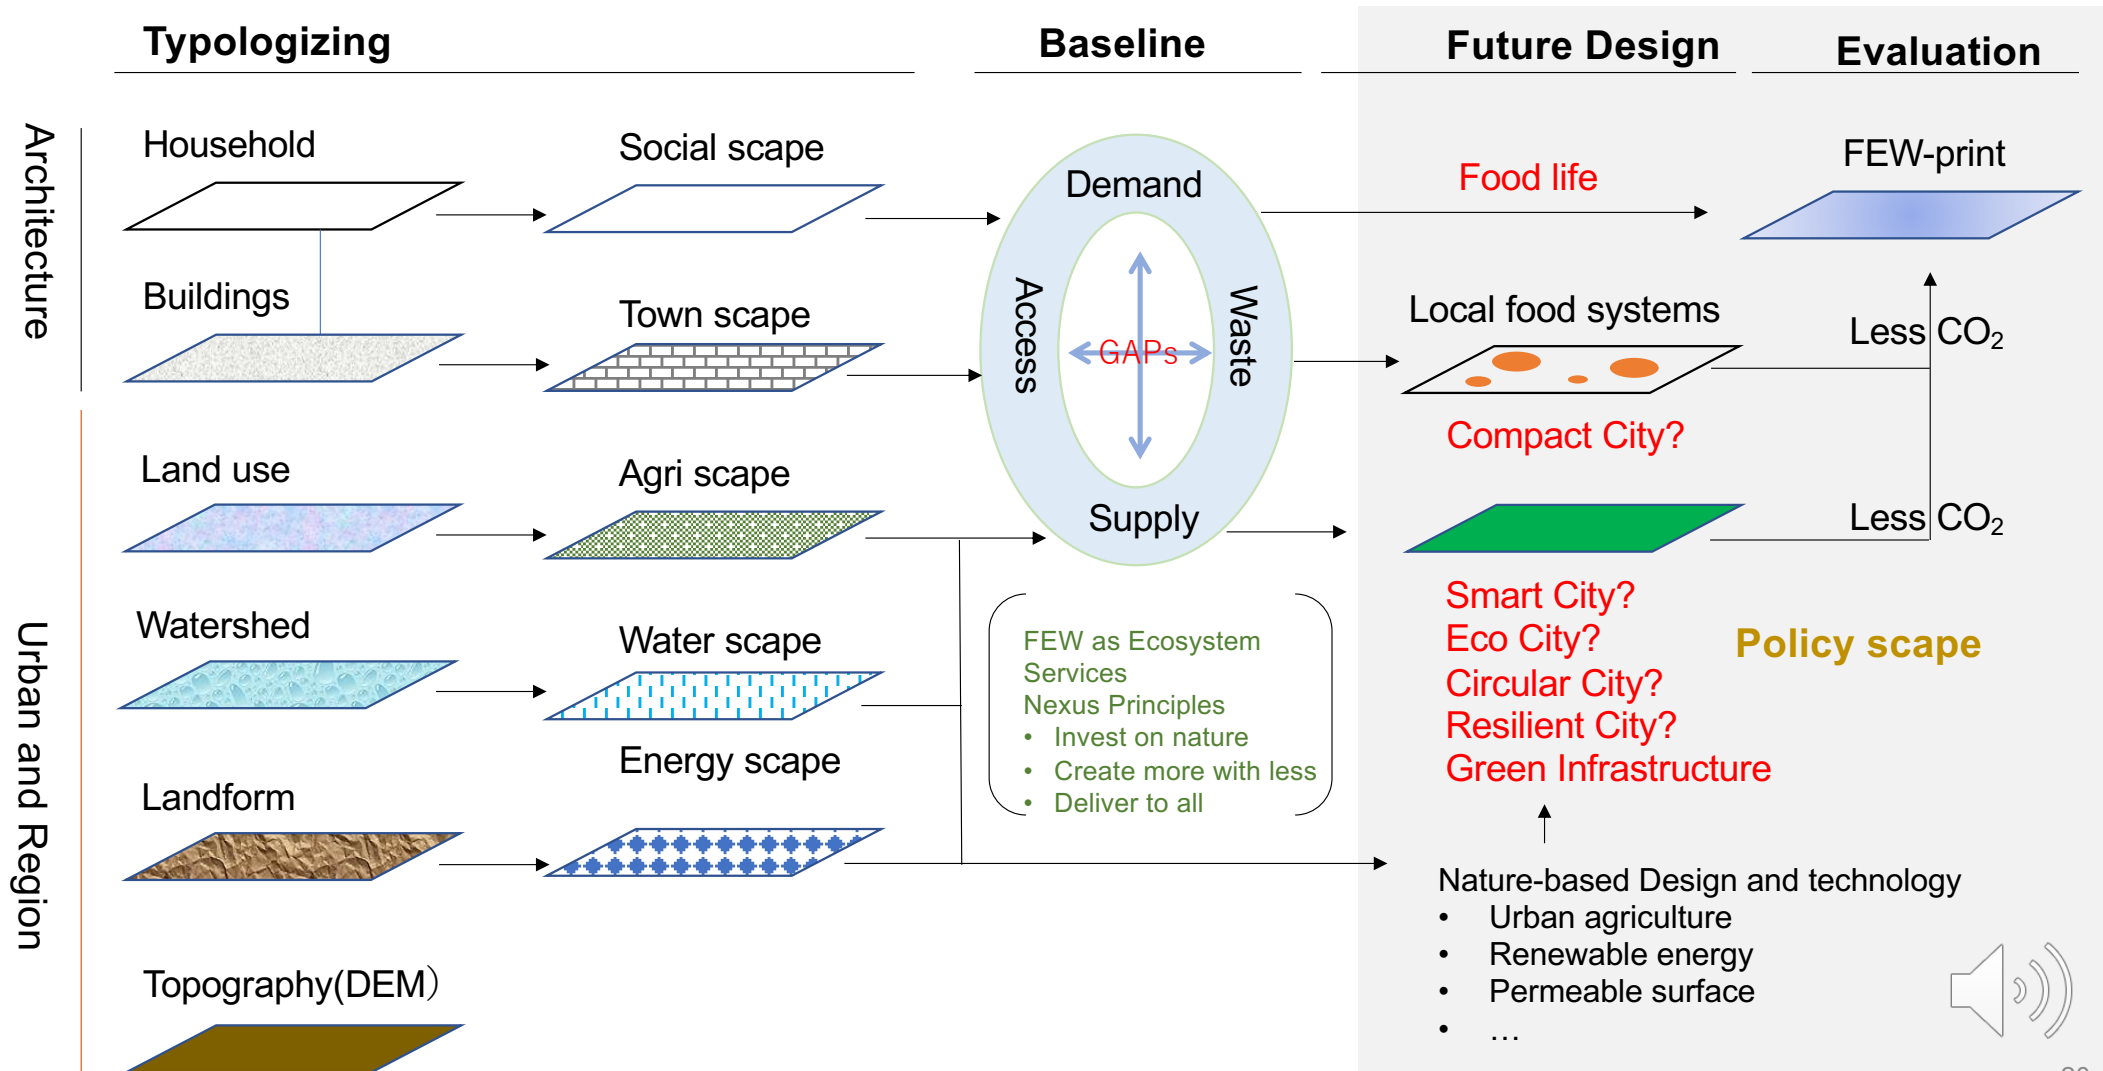 Typologizing
Baseline
Future Design
Evaluation
Architecture
Household
Social scape
Buildings
Town scape
Demand
Access
Waste
GAPs
Supply
Food life
FEW-print
Local food systems
Less CO₂
Compact City?
Less CO₂
Urban and Region
Land use
Agri scape
Watershed
Water scape
Energy scape
Landform
Topography(DEM）
FEW as Ecosystem
Services
Nexus Principles
• Invest on nature
• Create more with less
• Deliver to all
Smart City?
Eco City?
Circular City?
Resilient City?
Green Infrastructure
Policy scape
Nature-based Design and technology
• Urban agriculture
• Renewable energy
• Permeable surface
• …